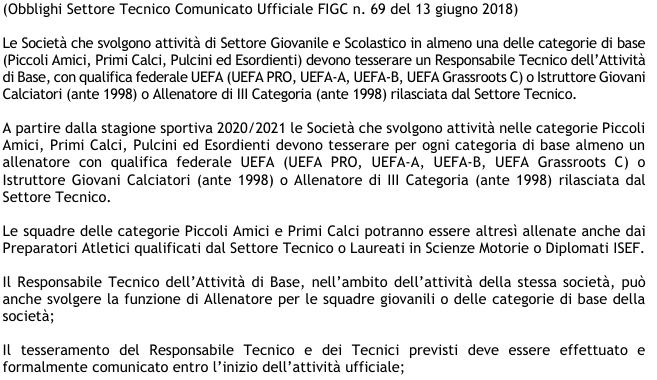 (Obblighi Settore Tecnico Comunicato Ufficiale FIGC n. 69 del 13 giugno 2018)
Le Società che svolgono attività di Settore Giovanile e Scolastico in almeno una delle categorie di base
(Piccoli Amici, Primi Calci, Pulcini ed Esordienti) devono tesserare un Responsabile Tecnico dell'Attività
di Base, con qualifica federale UEFA (UEFA PRO, UEFA-A, UEFA-B, UEFA Grassroots C) o Istruttore Giovani
Calciatori (ante 1998) o Allenatore di III Categoria (ante 1998) rilasciata dal Settore Tecnico.
A partire dalla stagione sportiva 2020/2021 le Società che svolgono attività nelle categorie Piccoli
Amici, Primi Calci, Pulcini ed Esordienti devono tesserare per ogni categoria di base almeno un
allenatore con qualifica federale UEFA (UEFA PRO, UEFA-A, UEFA-B, UEFA Grassroots C) o
Istruttore Giovani Calciatori (ante 1998) o Allenatore di III Categoria (ante 1998) rilasciata dal
Settore Tecnico.
Le squadre delle categorie Piccoli Amici e Primi Calci potranno essere altresì allenate anche dai
Preparatori Atletici qualificati dal Settore Tecnico o Laureati in Scienze Motorie o Diplomati ISEF.
Il Responsabile Tecnico dell'Attività di Base, nell'ambito dell'attività della stessa società, può
anche svolgere la funzione di Allenatore per le squadre giovanili o delle categorie di base della
società;
Il tesseramento del Responsabile Tecnico e dei Tecnici previsti deve essere effettuato e
formalmente comunicato entro l'inizio dell'attività ufficiale;